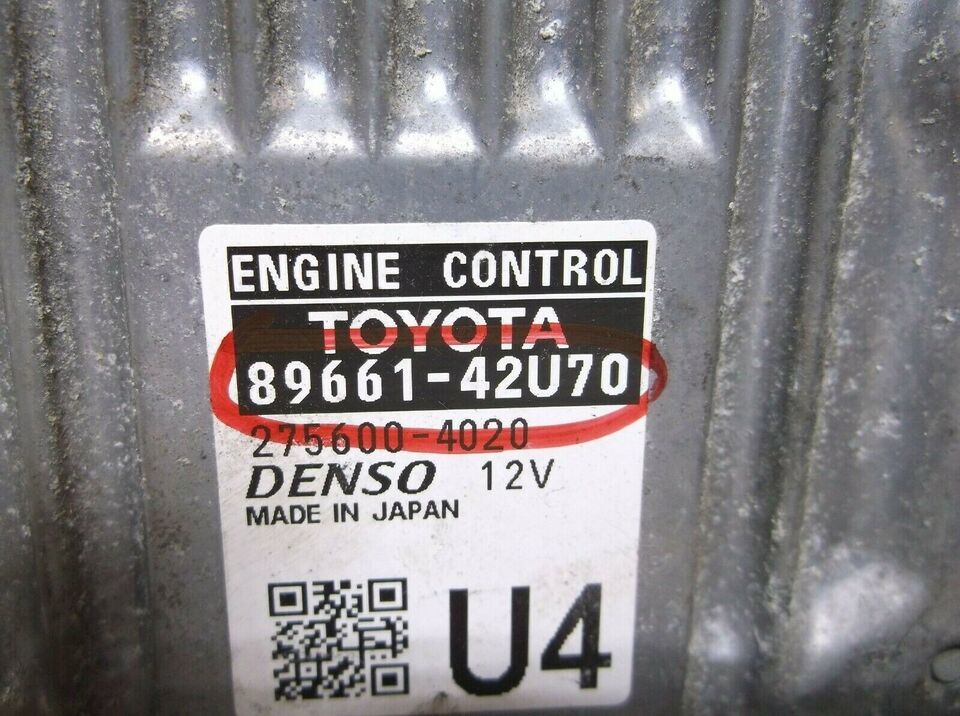 ENGINE CONTROL
TOYOTA
89661-42U70
275600-4020
DENSO 12V
MADE IN JAPAN
U4